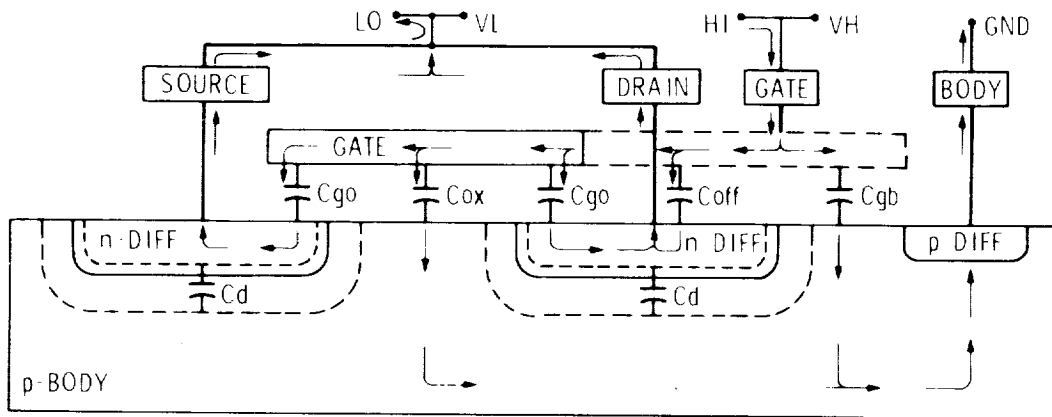 LO VL HI VH GND
SOURCE DRAIN GATE BODY
GATE
Cgo Cox Cgo Coff Cgb
n-DIFF n DIFF p DIFF
Cd Cd
p-BODY